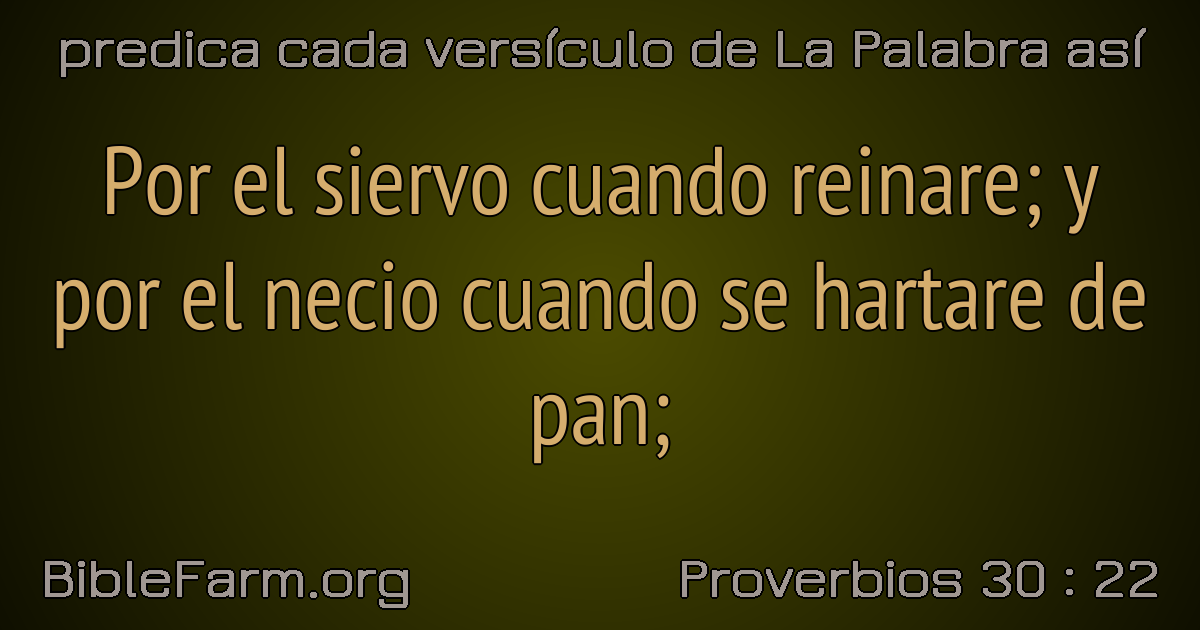 predica cada versículo de La Palabra así
Por el siervo cuando reinare; y
por el necio cuando se hartare de
pan;
BibleFarm.org
Proverbios 30 : 22